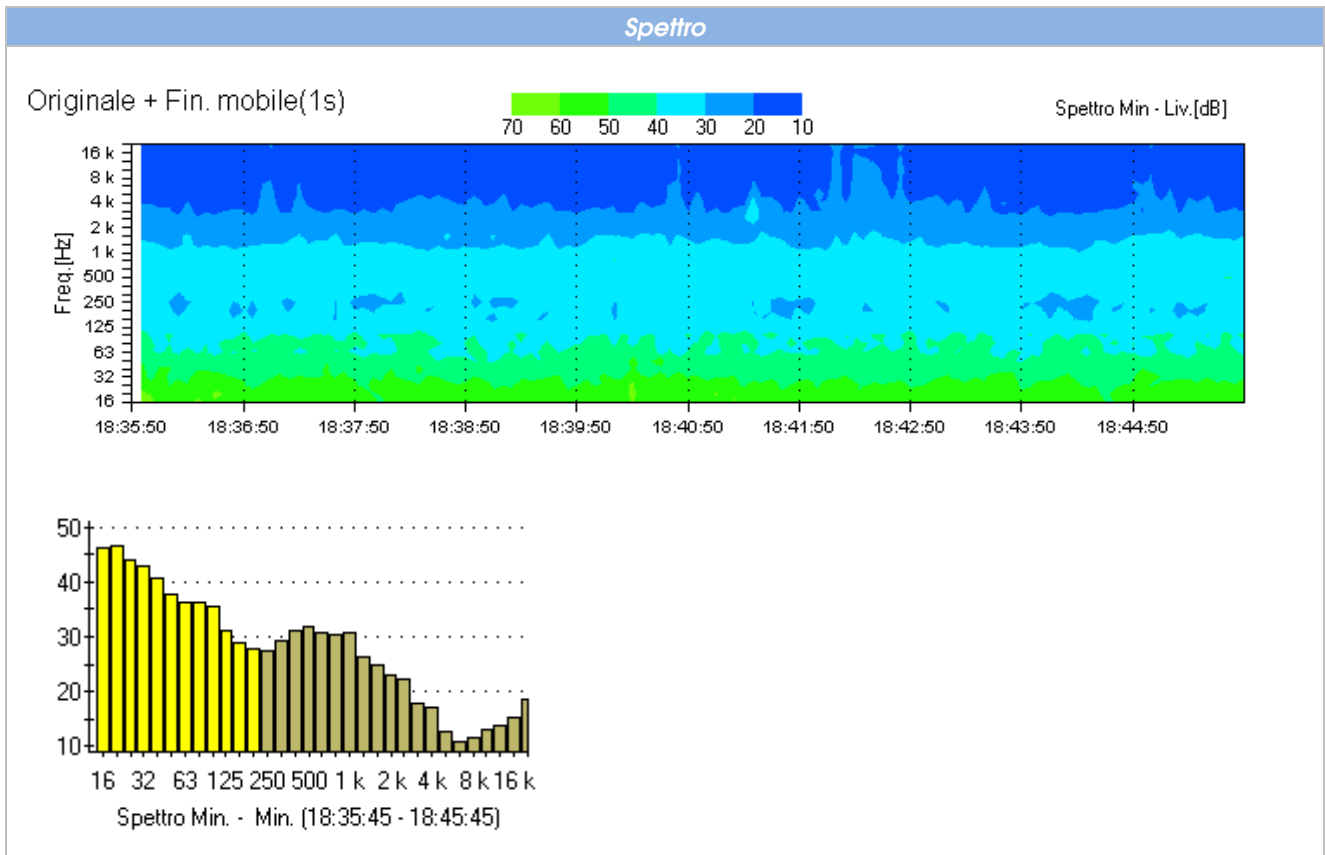 Spettro
Originale + Fin. mobile(1s)
70 60 50 40 30 20 10
Spettro Min - Liv.[dB]
Freq.[Hz]
16 k
8 k
4 k
2 k
1 k
500
250
125
63
32
16
18:35:50 18:36:50 18:37:50 18:38:50 18:39:50 18:40:50 18:41:50 18:42:50 18:43:50 18:44:50
50
40
30
20
10
16 32 63 125 250 500 1 k 2 k 4 k 8 k 16 k
Spettro Min. - Min. (18:35:45 - 18:45:45)